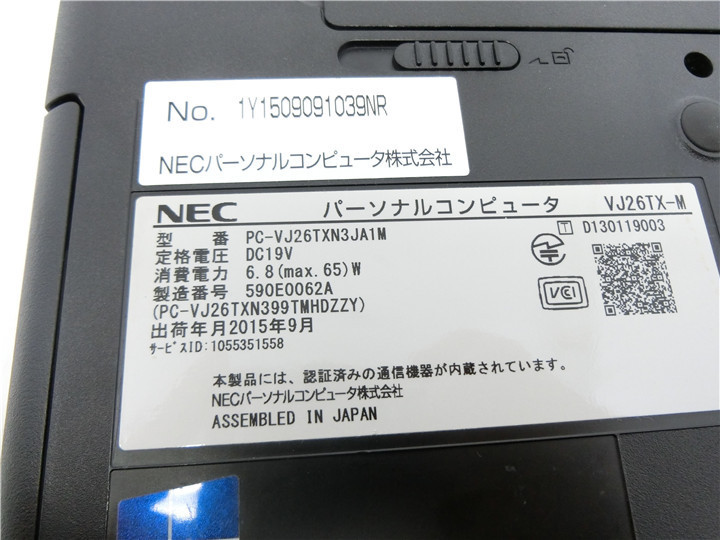 No. 1Y1509091039NR
NECパーソナルコンピュータ株式会社
NEC パーソナルコンピュータ VJ26TX-M
型 番 PC-VJ26TXN3JA1M
T D130119003
定格電圧 DC19V
消費電力 6.8(max.65)W
VCI
製造番号 590E0062A
(PC-VJ26TXN399TMHDZZY)
出荷年月2015年9月
ｻｰﾋﾞｽID:1055351558
本製品には、認証済みの通信機器が内蔵されています。
NECパーソナルコンピュータ株式会社
ASSEMBLED IN JAPAN